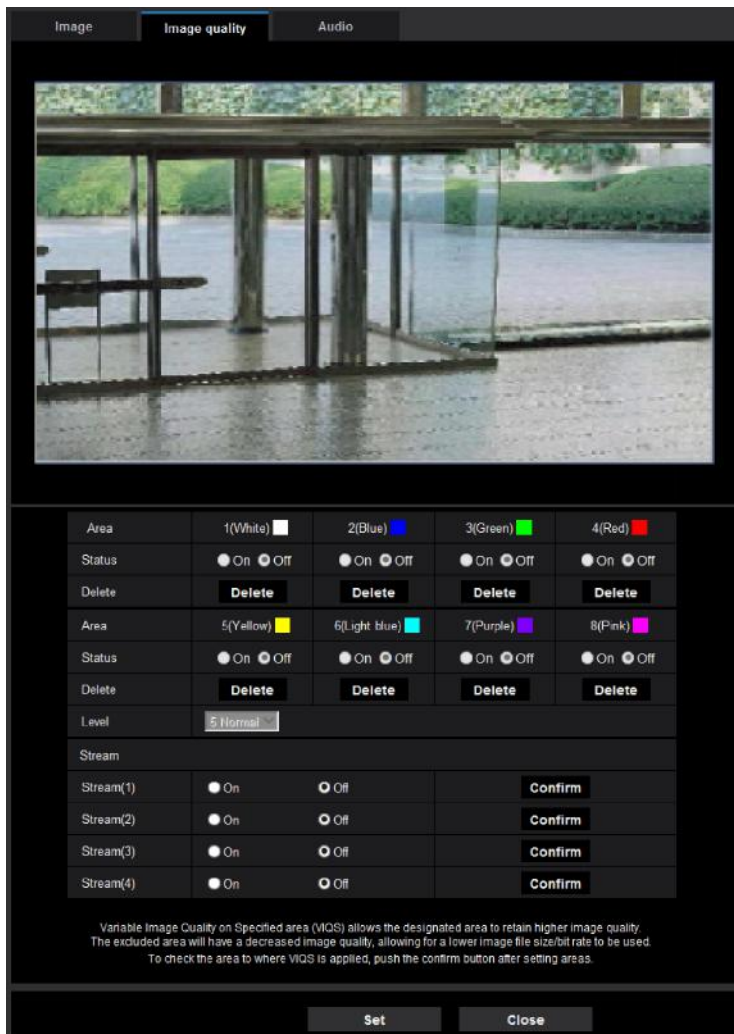 Image Image quality Audio
Area 1(White) 2(Blue) 3(Green) 4(Red)
Status On Off On Off On Off On Off
Delete Delete Delete Delete Delete
Area 5(Yellow) 6(Light blue) 7(Purple) 8(Pink)
Status On Off On Off On Off On Off
Delete Delete Delete Delete Delete
Level 5 Normal
Stream
Stream(1) On Off Confirm
Stream(2) On Off Confirm
Stream(3) On Off Confirm
Stream(4) On Off Confirm
Variable Image Quality on Specified area (VIQS) allows the designated area to retain higher image quality.
The excluded area will have a decreased image quality, allowing for a lower image file size/bit rate to be used.
To check the area to where VIQS is applied, push the confirm button after setting areas.
Set Close